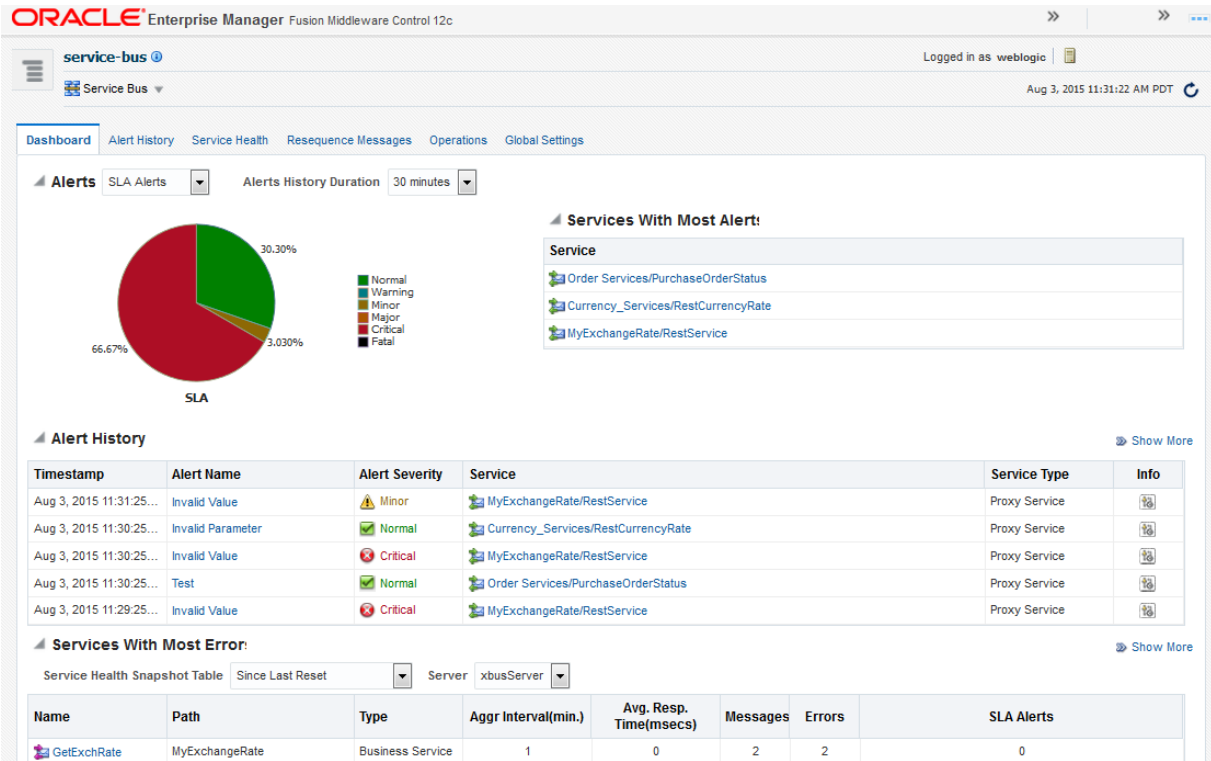 ORACLE Enterprise Manager Fusion Middleware Control 12c
service-bus
Logged in as weblogic
Service Bus
Aug 3, 2015 11:31:22 AM PDT
Dashboard Alert History Service Health Resequence Messages Operations Global Settings
Alerts SLA Alerts Alerts History Duration 30 minutes
30.30%
3.030%
66.67%
SLA
Normal
Warning
Minor
Major
Critical
Fatal
Services With Most Alerts
Service
Order Services/PurchaseOrderStatus
Currency_Services/RestCurrencyRate
MyExchangeRate/RestService
Alert History
Show More
Timestamp Alert Name Alert Severity Service Service Type Info
Aug 3, 2015 11:31:25... Invalid Value Minor MyExchangeRate/RestService Proxy Service
Aug 3, 2015 11:30:25... Invalid Parameter Normal Currency_Services/RestCurrencyRate Proxy Service
Aug 3, 2015 11:30:25... Invalid Value Critical MyExchangeRate/RestService Proxy Service
Aug 3, 2015 11:30:25... Test Normal Order Services/PurchaseOrderStatus Proxy Service
Aug 3, 2015 11:29:25... Invalid Value Critical MyExchangeRate/RestService Proxy Service
Services With Most Errors
Show More
Service Health Snapshot Table Since Last Reset Server xbusServer
Name Path Type Aggr Interval(min.) Avg. Resp. Time(msecs) Messages Errors SLA Alerts
GetExchRate MyExchangeRate Business Service 1 0 2 2 0